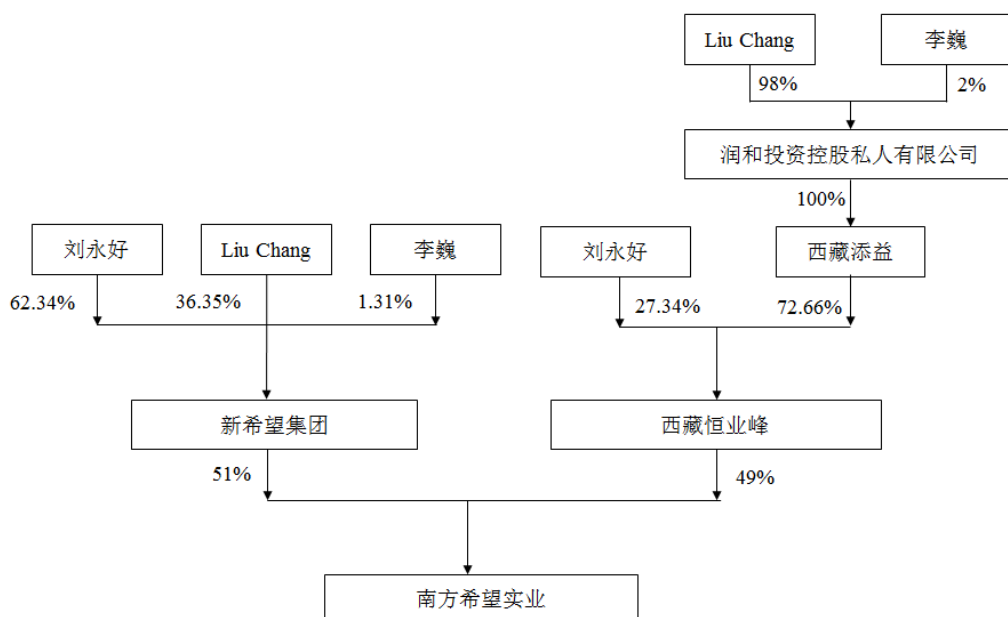 Liu Chang
李巍
98%
2%
润和投资控股私人有限公司
100%
刘永好
Liu Chang
李巍
刘永好
西藏添益
62.34%
36.35%
1.31%
27.34%
72.66%
新希望集团
西藏恒业峰
51%
49%
南方希望实业